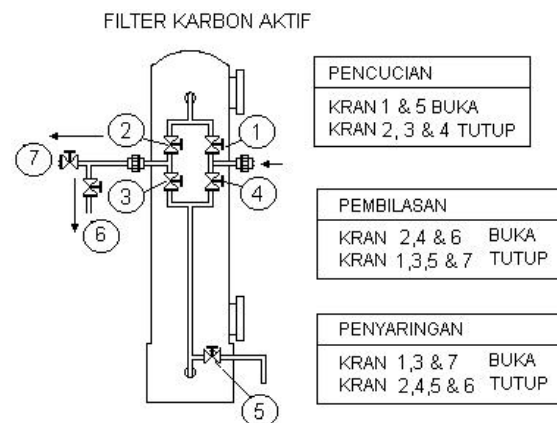 FILTER KARBON AKTIF
2
1
7
3
4
6
5
PENCUCIAN
KRAN 1 & 5 BUKA
KRAN 2, 3 & 4 TUTUP
PEMBILASAN
KRAN 2,4 & 6 BUKA
KRAN 1,3,5 & 7 TUTUP
PENYARINGAN
KRAN 1,3 & 7 BUKA
KRAN 2,4,5 & 6 TUTUP